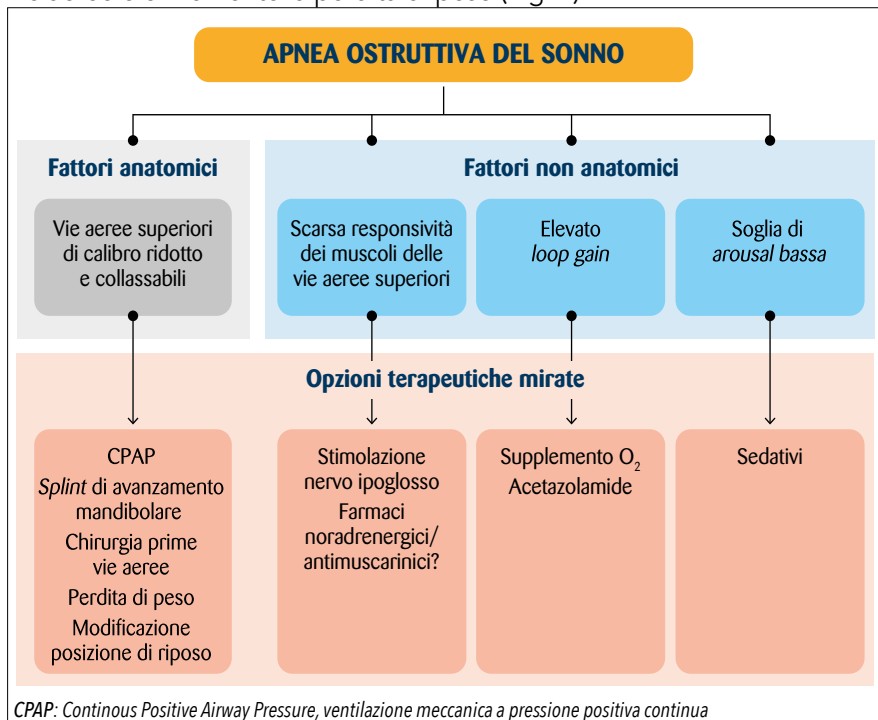 APNEA OSTRUTTIVA DEL SONNO
Fattori anatomici
Fattori non anatomici
Vie aeree superiori
di calibro ridotto
e collassabili
Scarsa responsività
dei muscoli delle
vie aeree superiori
Elevato
loop gain
Soglia di
arousal bassa
Opzioni terapeutiche mirate
CPAP
Splint di avanzamento
mandibolare
Chirurgia prime
vie aeree
Perdita di peso
Modificazione
posizione di riposo
Stimolazione
nervo ipoglosso
Farmaci
noradrenergici/
antimuscarinici?
Supplemento O₂
Acetazolamide
Sedativi
CPAP: Continous Positive Airway Pressure, ventilazione meccanica a pressione positiva continua